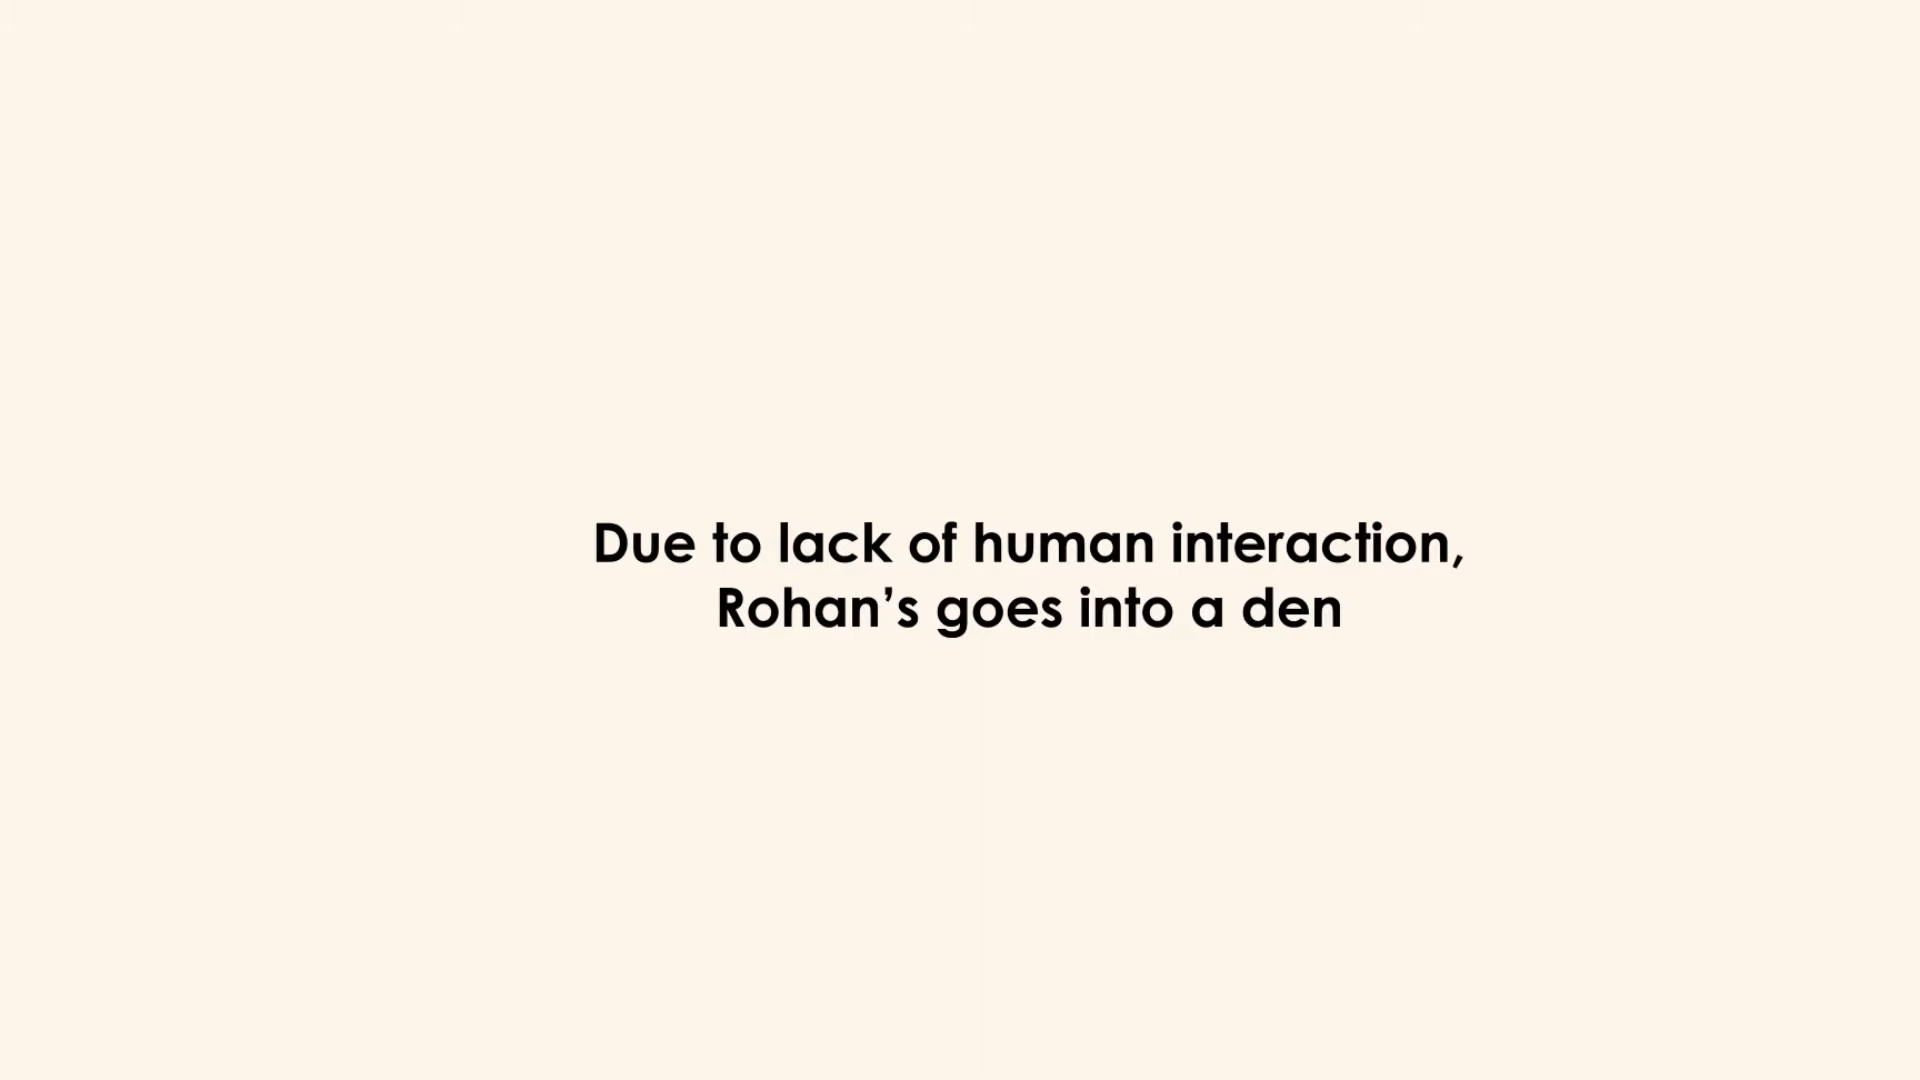 Due to lack of human interaction,
Rohan’s goes into a den